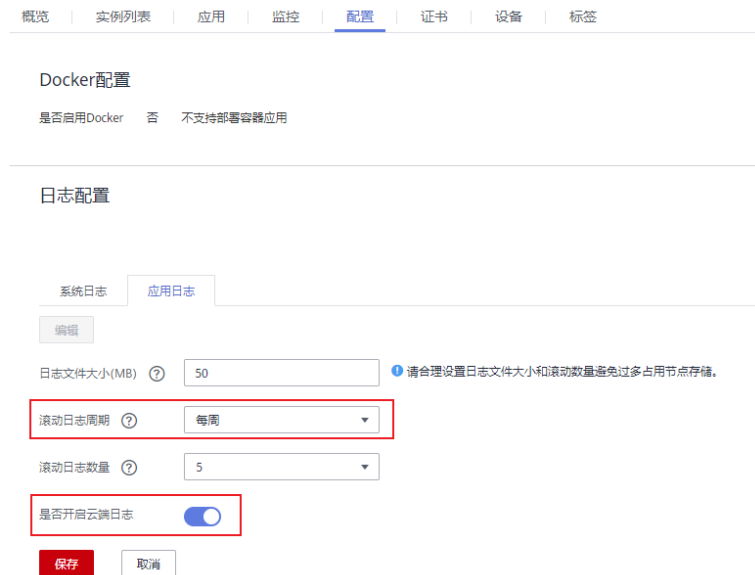 概览 实例列表 应用 监控 配置 证书 设备 标签
Docker配置
是否启用Docker 否 不支持部署容器应用
日志配置
系统日志 应用日志
编辑
日志文件大小(MB) ? 50 ! 请合理设置日志文件大小和滚动数量避免过多占用节点存储。
滚动日志周期 ? 每周
滚动日志数量 ? 5
是否开启云端日志
保存 取消